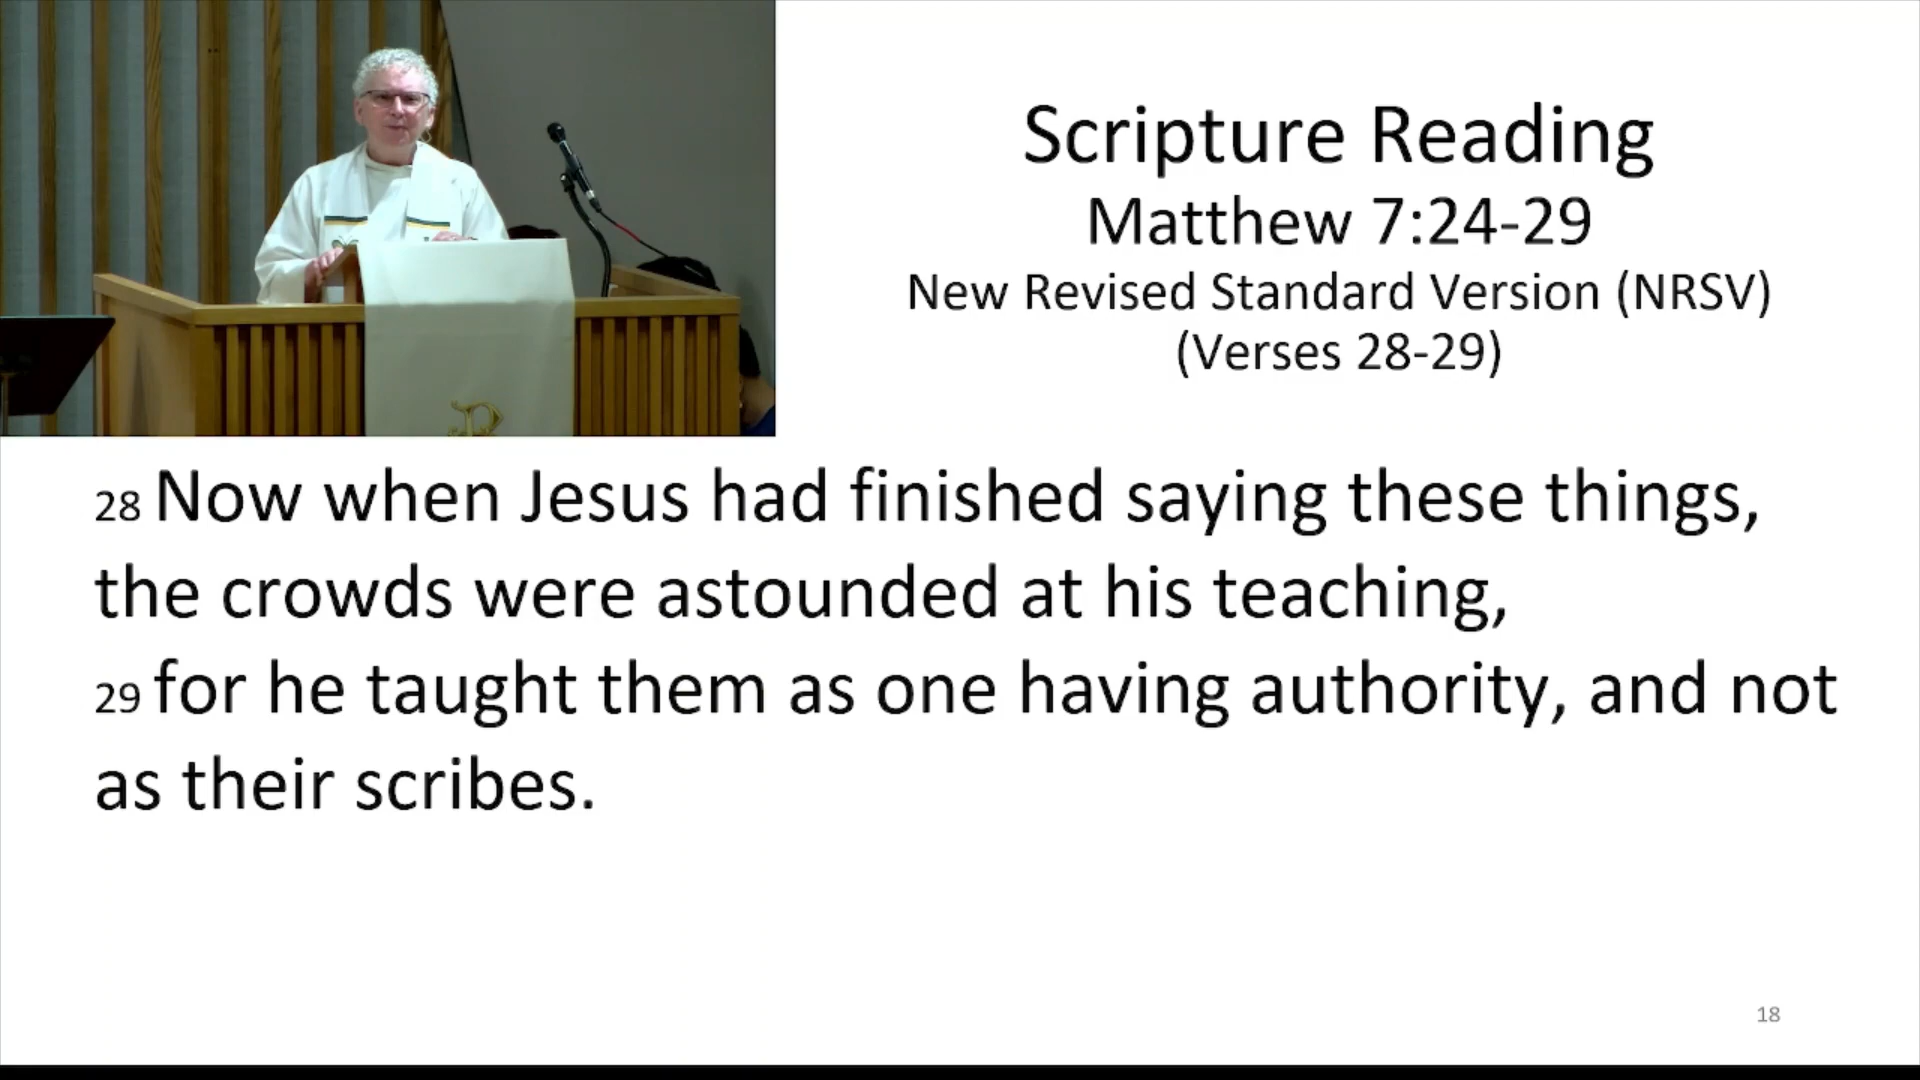 Scripture Reading
Matthew 7:24-29
New Revised Standard Version (NRSV)
(Verses 28-29)
28 Now when Jesus had finished saying these things,
the crowds were astounded at his teaching,
29 for he taught them as one having authority, and not
as their scribes.
18